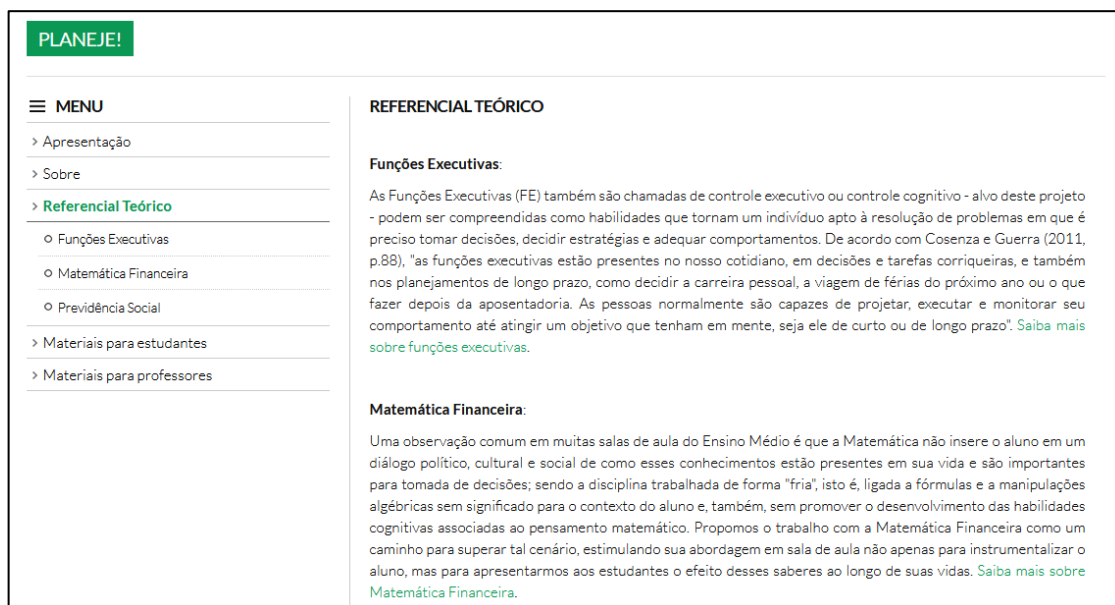 PLANEJE!
MENU
Apresentação
Sobre
Referencial Teórico
Funções Executivas
Matemática Financeira
Previdência Social
Materiais para estudantes
Materiais para professores
REFERENCIAL TEÓRICO
Funções Executivas:
As Funções Executivas (FE) também são chamadas de controle executivo ou controle cognitivo - alvo deste projeto
- podem ser compreendidas como habilidades que tornam um indivíduo apto à resolução de problemas em que é
preciso tomar decisões, decidir estratégias e adequar comportamentos. De acordo com Cosenza e Guerra (2011,
p.88), "as funções executivas estão presentes no nosso cotidiano, em decisões e tarefas corriqueiras, e também
nos planejamentos de longo prazo, como decidir a carreira pessoal, a viagem de férias do próximo ano ou o que
fazer depois da aposentadoria. As pessoas normalmente são capazes de projetar, executar e monitorar seu
comportamento até atingir um objetivo que tenham em mente, seja ele de curto ou de longo prazo". Saiba mais
sobre funções executivas.
Matemática Financeira:
Uma observação comum em muitas salas de aula do Ensino Médio é que a Matemática não insere o aluno em um
diálogo político, cultural e social de como esses conhecimentos estão presentes em sua vida e são importantes
para tomada de decisões; sendo a disciplina trabalhada de forma "fria", isto é, ligada a fórmulas e a manipulações
algébricas sem significado para o contexto do aluno e, também, sem promover o desenvolvimento das habilidades
cognitivas associadas ao pensamento matemático. Propomos o trabalho com a Matemática Financeira como um
caminho para superar tal cenário, estimulando sua abordagem em sala de aula não apenas para instrumentalizar o
aluno, mas para apresentarmos aos estudantes o efeito desses saberes ao longo de suas vidas. Saiba mais sobre
Matemática Financeira.